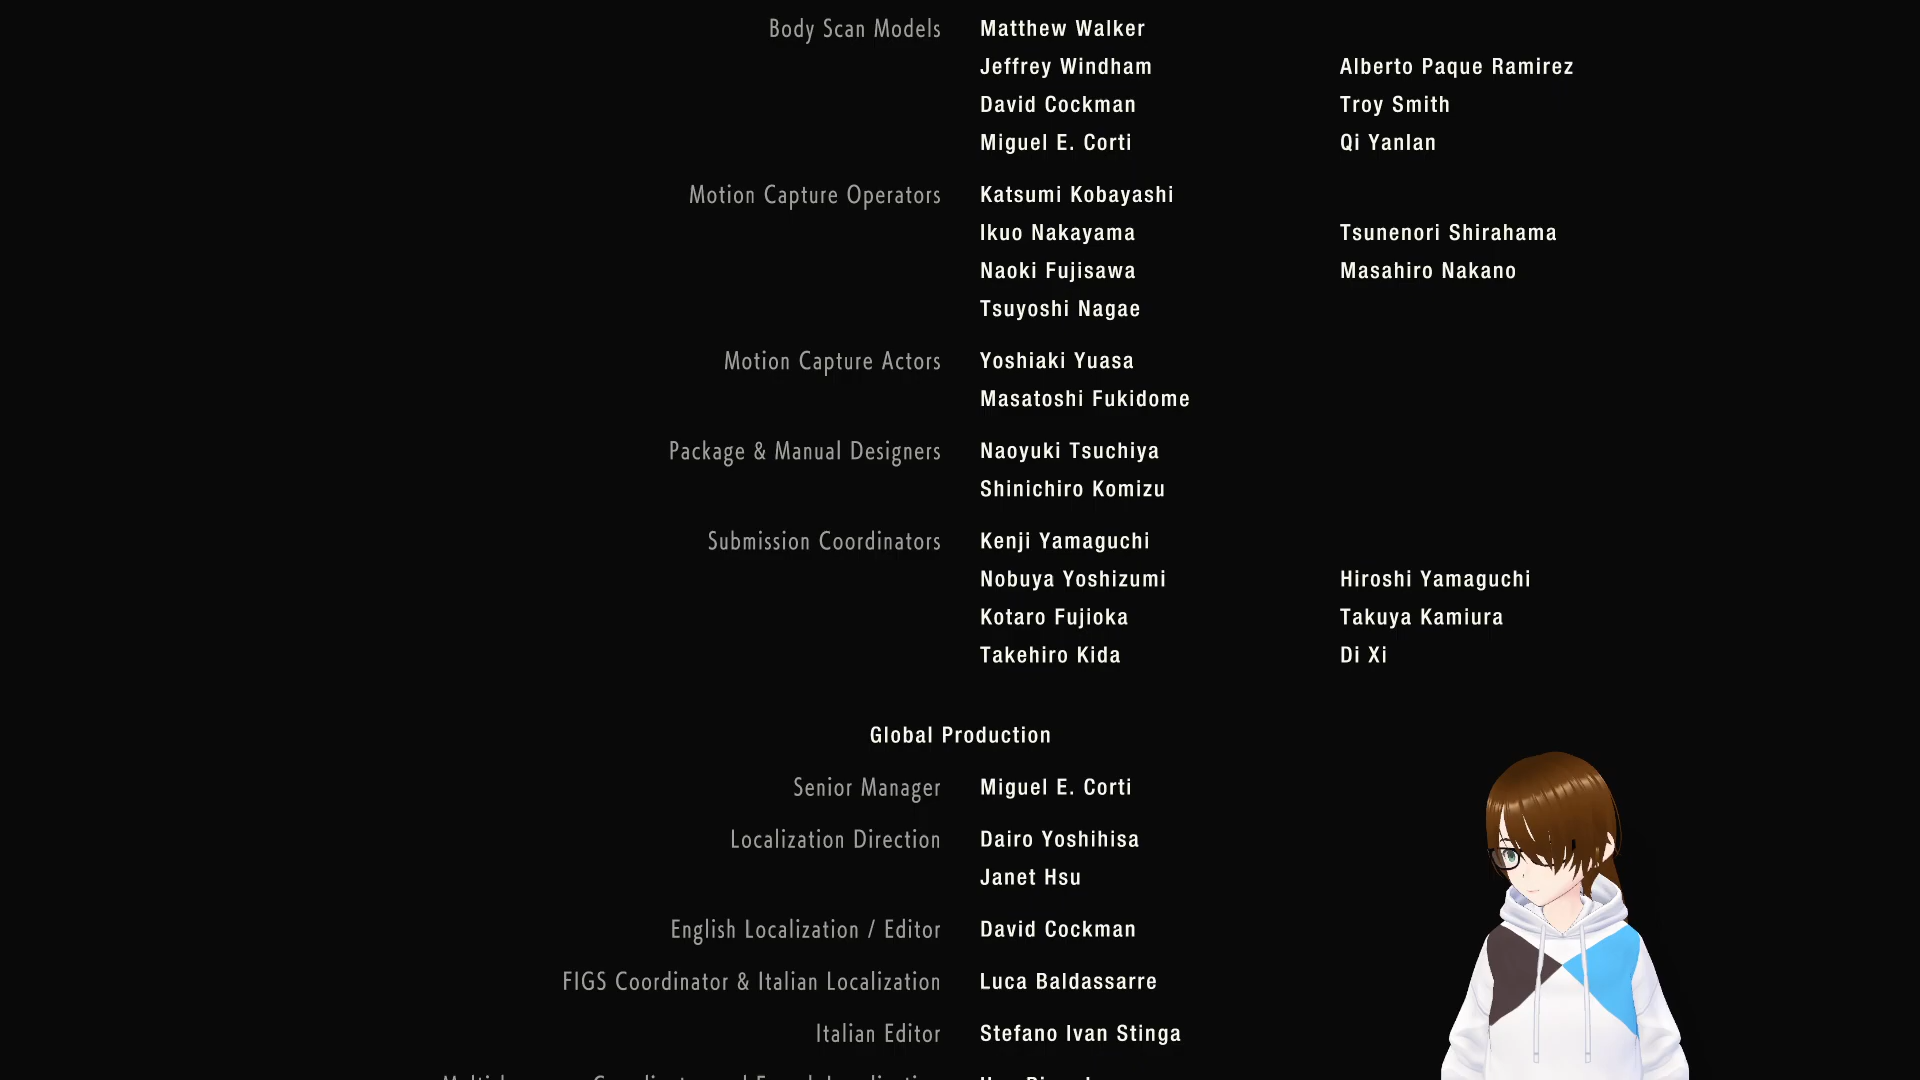 Body Scan Models Matthew Walker
Jeffrey Windham Alberto Paque Ramirez
David Cockman Troy Smith
Miguel E. Corti Qi Yanlan
Motion Capture Operators Katsumi Kobayashi
Ikuo Nakayama Tsunenori Shirahama
Naoki Fujisawa Masahiro Nakano
Tsuyoshi Nagae
Motion Capture Actors Yoshiaki Yuasa
Masatoshi Fukidome
Package & Manual Designers Naoyuki Tsuchiya
Shinichiro Komizu
Submission Coordinators Kenji Yamaguchi
Nobuya Yoshizumi Hiroshi Yamaguchi
Kotaro Fujioka Takuya Kamiura
Takehiro Kida Di Xi
Global Production
Senior Manager Miguel E. Corti
Localization Direction Dairo Yoshihisa
Janet Hsu
English Localization / Editor David Cockman
FIGS Coordinator & Italian Localization Luca Baldassarre
Italian Editor Stefano Ivan Stinga